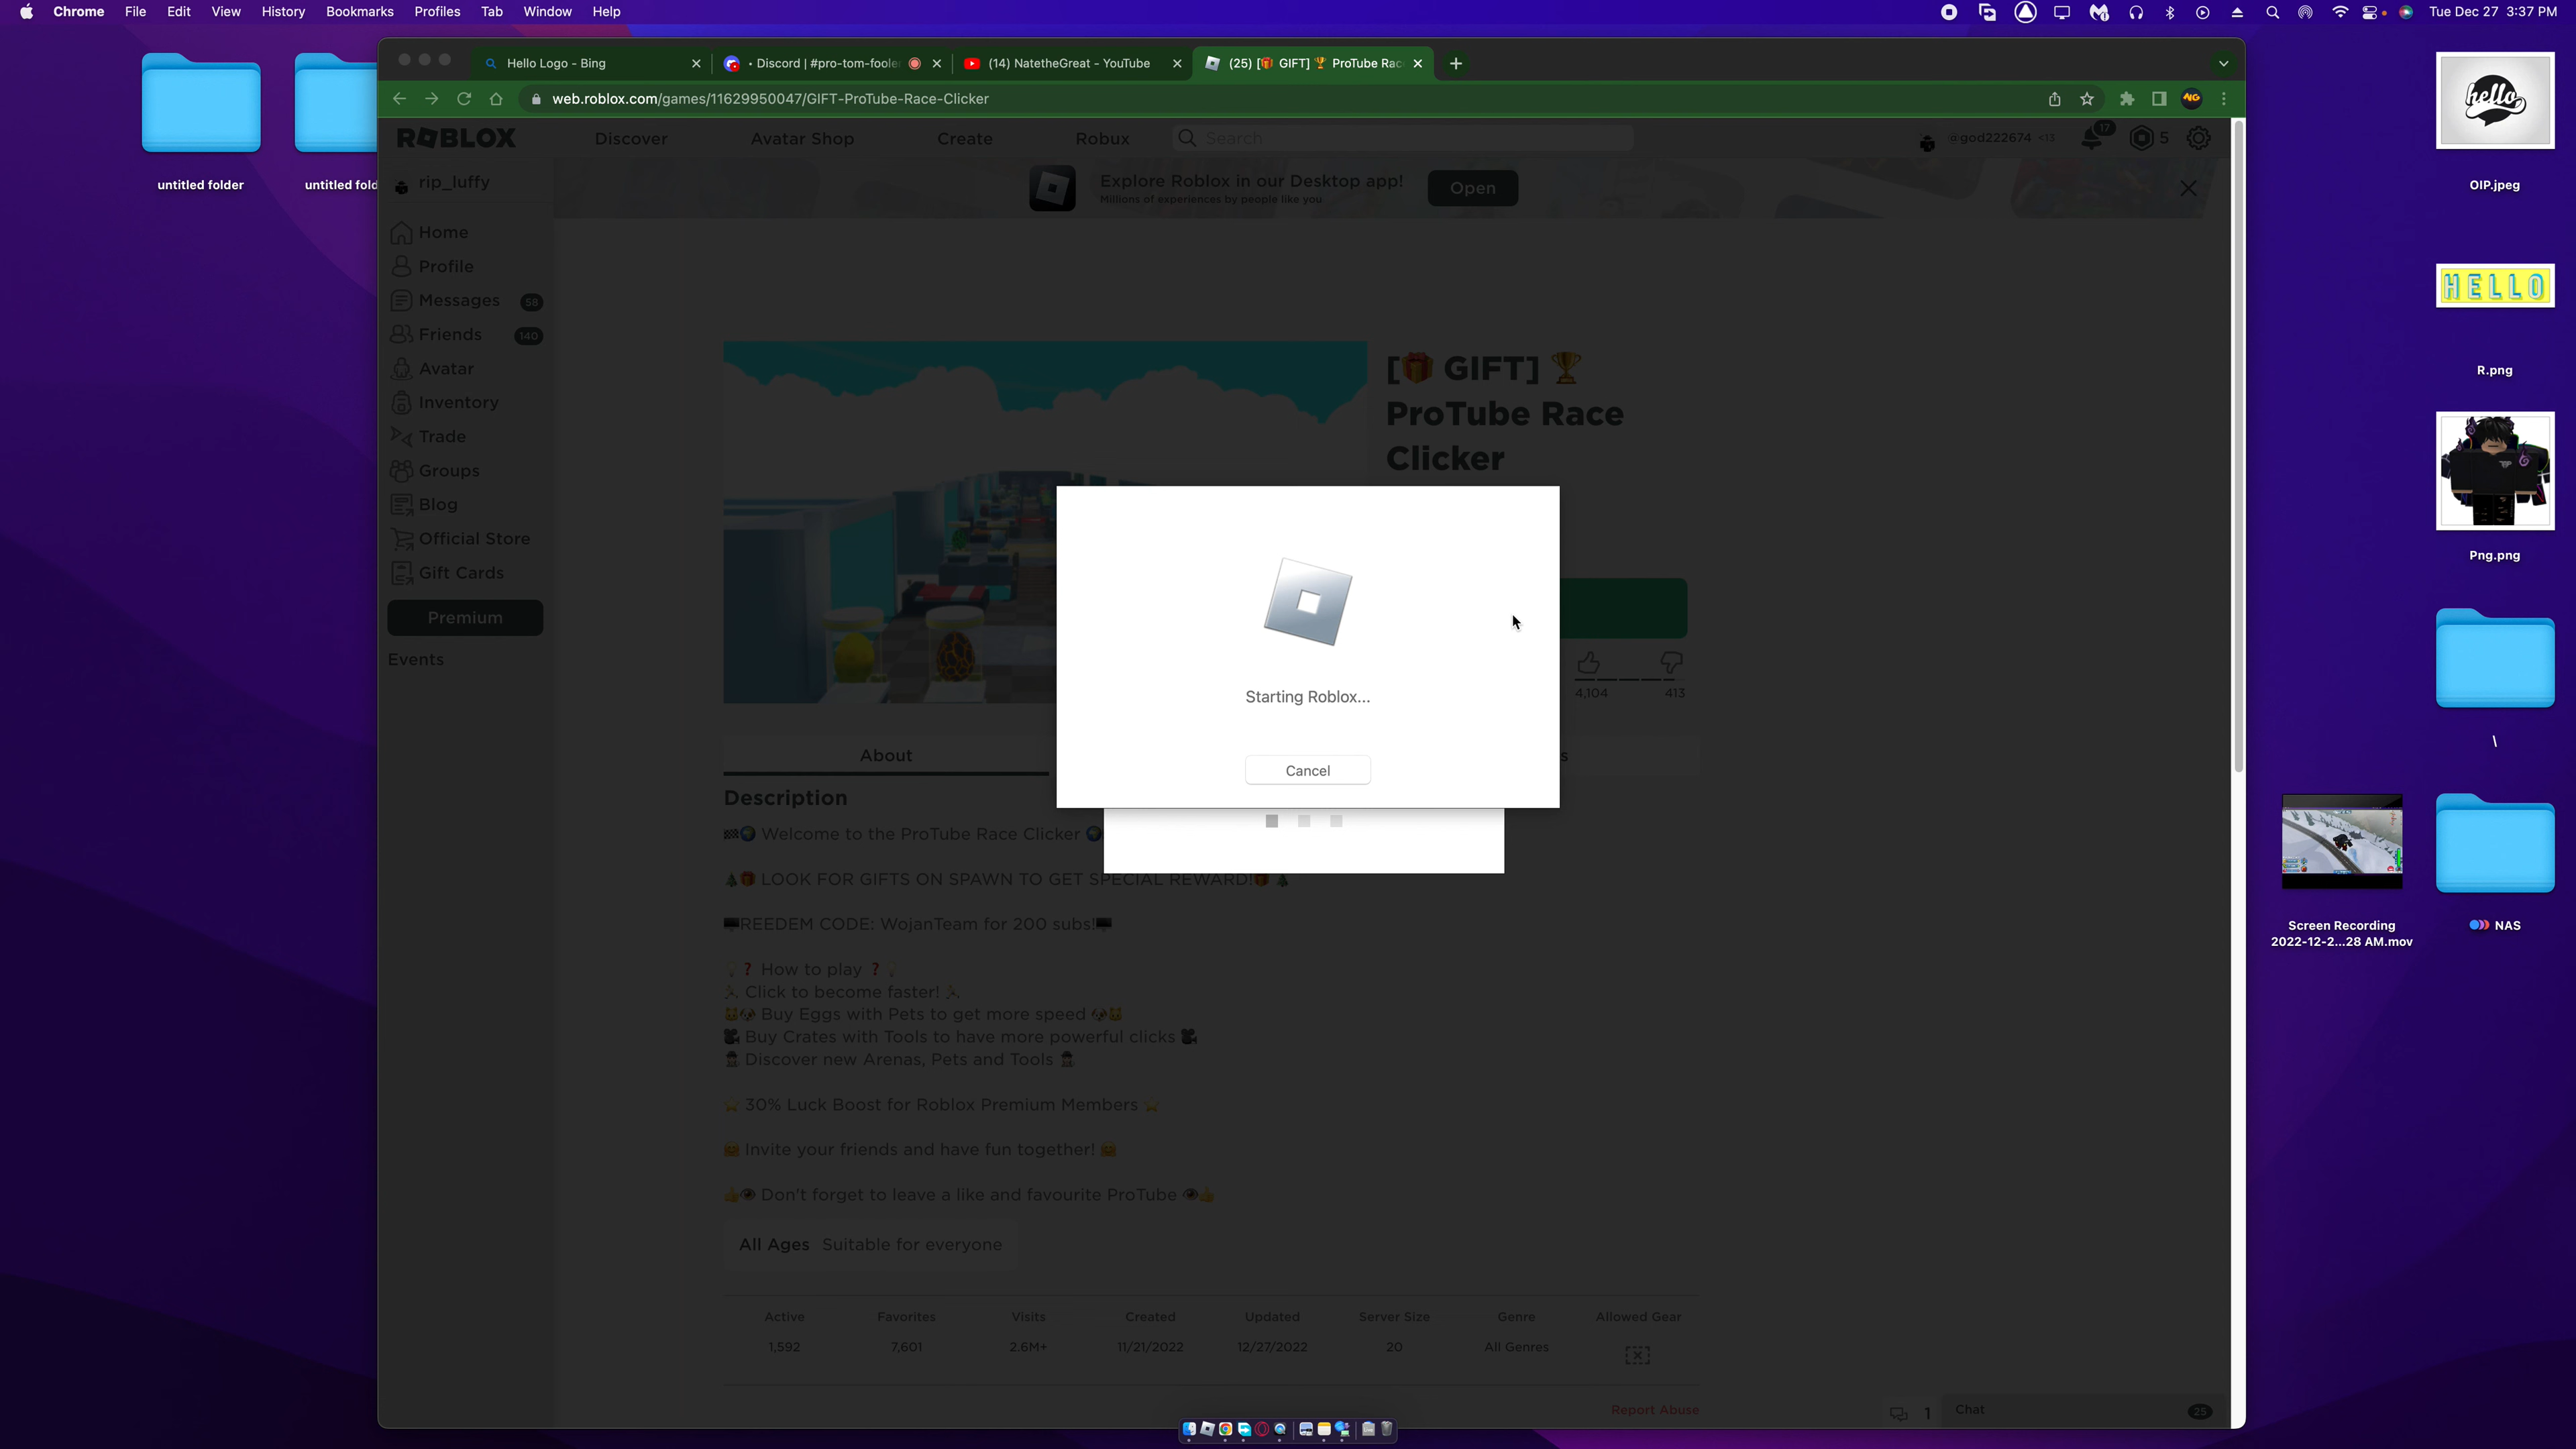 Chrome File Edit View History Bookmarks Profiles Tab Window Help
Tue Dec 27 3:37 PM
Hello Logo - Bing
• Discord | #pro-tom-fooler
(14) NatetheGreat - YouTube
(25) [🎁 GIFT] 🏆 ProTube Rac
web.roblox.com/games/11629950047/GIFT-ProTube-Race-Clicker
ROBLOX
Discover
Avatar Shop
Create
Robux
Search
@god222674 <13
17
5
rip_luffy
Explore Roblox in our Desktop app!
Millions of experiences by people like you
Open
Home
Profile
Messages 58
Friends 140
Avatar
Inventory
Trade
Groups
Blog
Official Store
Gift Cards
Premium
Events
[🎁 GIFT] 🏆
ProTube Race
Clicker
4,104
413
Starting Roblox...
Cancel
About
s
Description
🏁🌍 Welcome to the ProTube Race Clicker 🌍
🎄🎁 LOOK FOR GIFTS ON SPAWN TO GET SPECIAL REWARD!🎁🎄
REEDEM CODE: WojanTeam for 200 subs!
💡❓ How to play ❓💡
🏃 Click to become faster! 🏃
🐱🐶 Buy Eggs with Pets to get more speed 🐶🐱
🎥 Buy Crates with Tools to have more powerful clicks 🎥
Discover new Arenas, Pets and Tools
⭐ 30% Luck Boost for Roblox Premium Members ⭐
🤗 Invite your friends and have fun together! 🤗
👍👁 Don't forget to leave a like and favourite ProTube 👁👍
All Ages Suitable for everyone
Active Favorites Visits Created Updated Server Size Genre Allowed Gear
1,592 7,601 2.6M+ 11/21/2022 12/27/2022 20 All Genres
Report Abuse
1
Chat
25
untitled folder
untitled fold
hello
OIP.jpeg
HELLO
R.png
Png.png
\
Screen Recording
2022-12-2...28 AM.mov
NAS